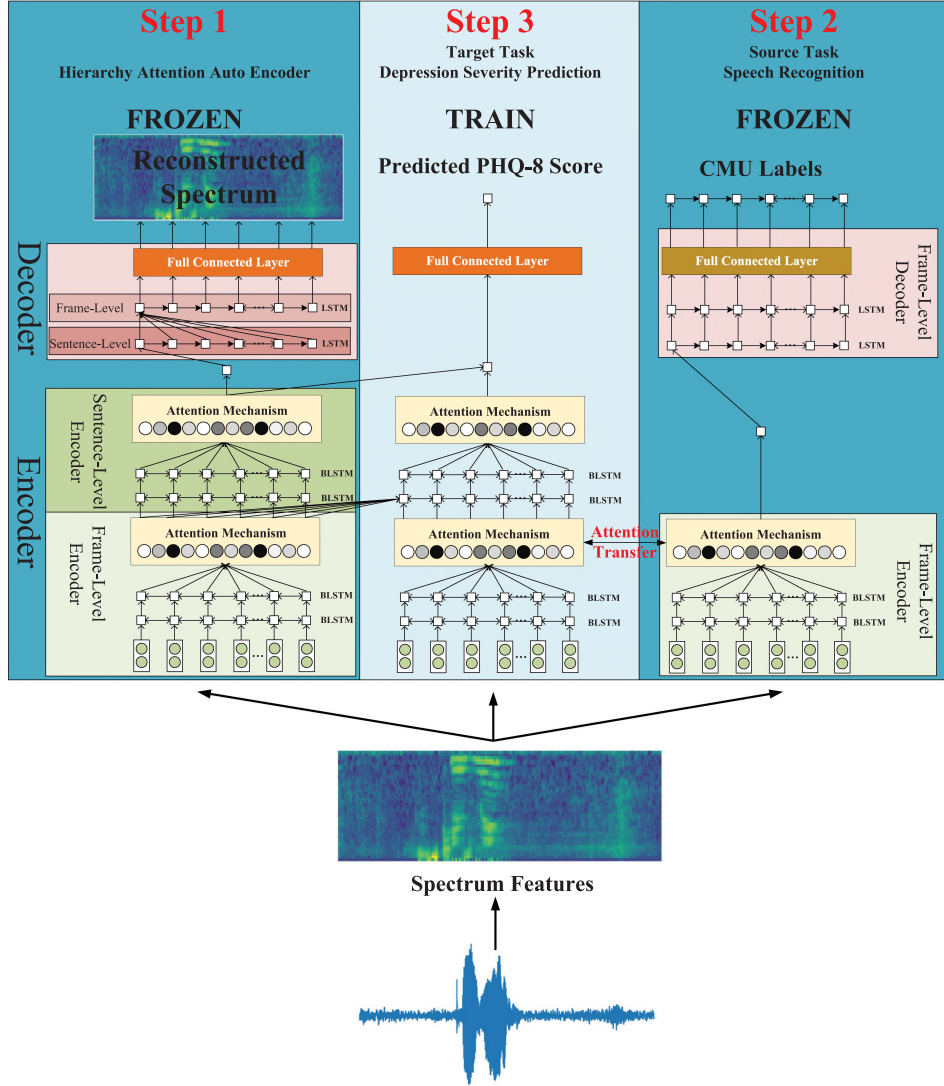 Step 1
Hierarchy Attention Auto Encoder
FROZEN
Reconstructed
Spectrum
Decoder
Full Connected Layer
Frame-Level
LSTM
Sentence-Level
LSTM
Encoder
Sentence-Level
Encoder
Attention Mechanism
BLSTM
BLSTM
Frame-Level
Encoder
Attention Mechanism
BLSTM
BLSTM
Step 3
Target Task
Depression Severity Prediction
TRAIN
Predicted PHQ-8 Score
Full Connected Layer
Attention Mechanism
BLSTM
BLSTM
Attention Mechanism
Attention
Transfer
BLSTM
BLSTM
Step 2
Source Task
Speech Recognition
FROZEN
CMU Labels
Full Connected Layer
Frame-Level
Decoder
LSTM
LSTM
Attention Mechanism
Frame-Level
Encoder
BLSTM
BLSTM
Spectrum Features